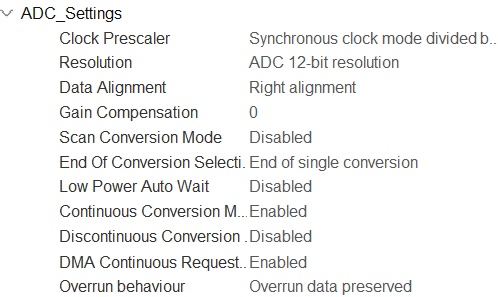 ADC_Settings
Clock Prescaler Synchronous clock mode divided b...
Resolution ADC 12-bit resolution
Data Alignment Right alignment
Gain Compensation 0
Scan Conversion Mode Disabled
End Of Conversion Selecti... End of single conversion
Low Power Auto Wait Disabled
Continuous Conversion M... Enabled
Discontinuous Conversion ... Disabled
DMA Continuous Request... Enabled
Overrun behaviour Overrun data preserved